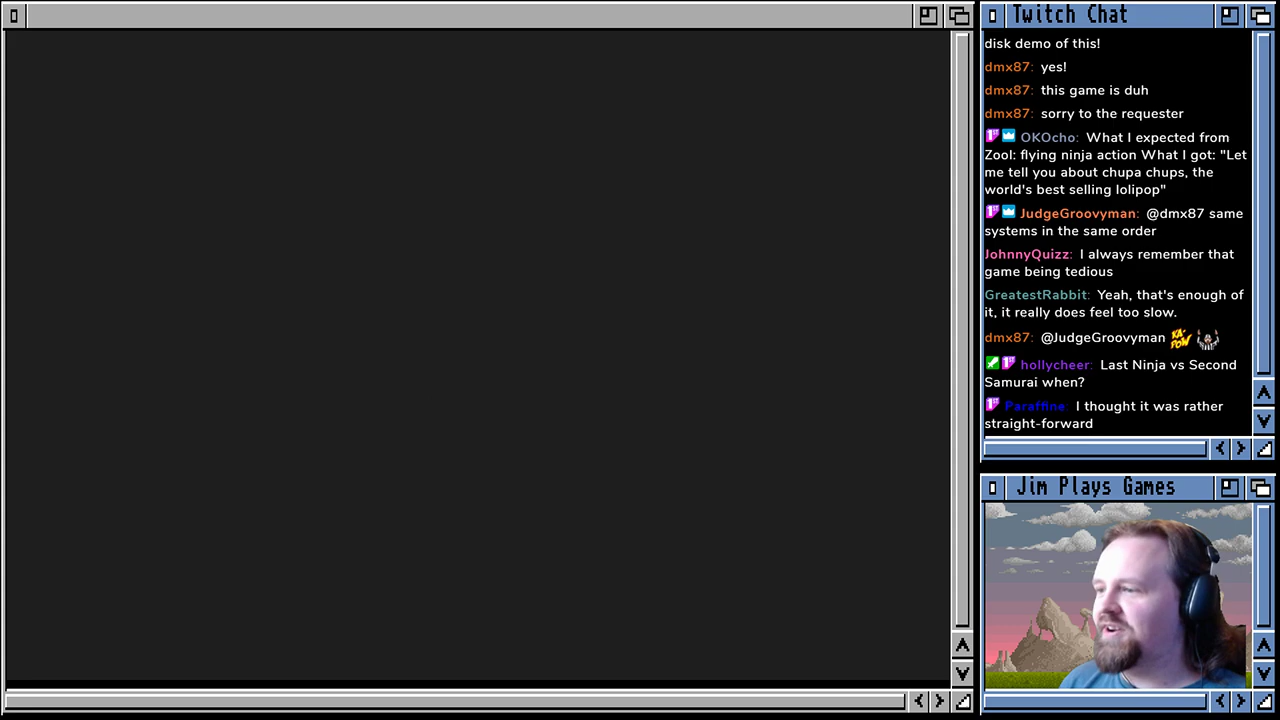 Twitch Chat
disk demo of this!
dmx87: yes!
dmx87: this game is duh
dmx87: sorry to the requester
OKOcho: What I expected from
Zool: flying ninja action What I got: "Let
me tell you about chupa chups, the
world's best selling lolipop"
JudgeGroovyman: @dmx87 same
systems in the same order
JohnnyQuizz: I always remember that
game being tedious
GreatestRabbit: Yeah, that's enough of
it, it really does feel too slow.
dmx87: @JudgeGroovyman KA-POW
hollycheer: Last Ninja vs Second
Samurai when?
Paraffine: I thought it was rather
straight-forward
Jim Plays Games